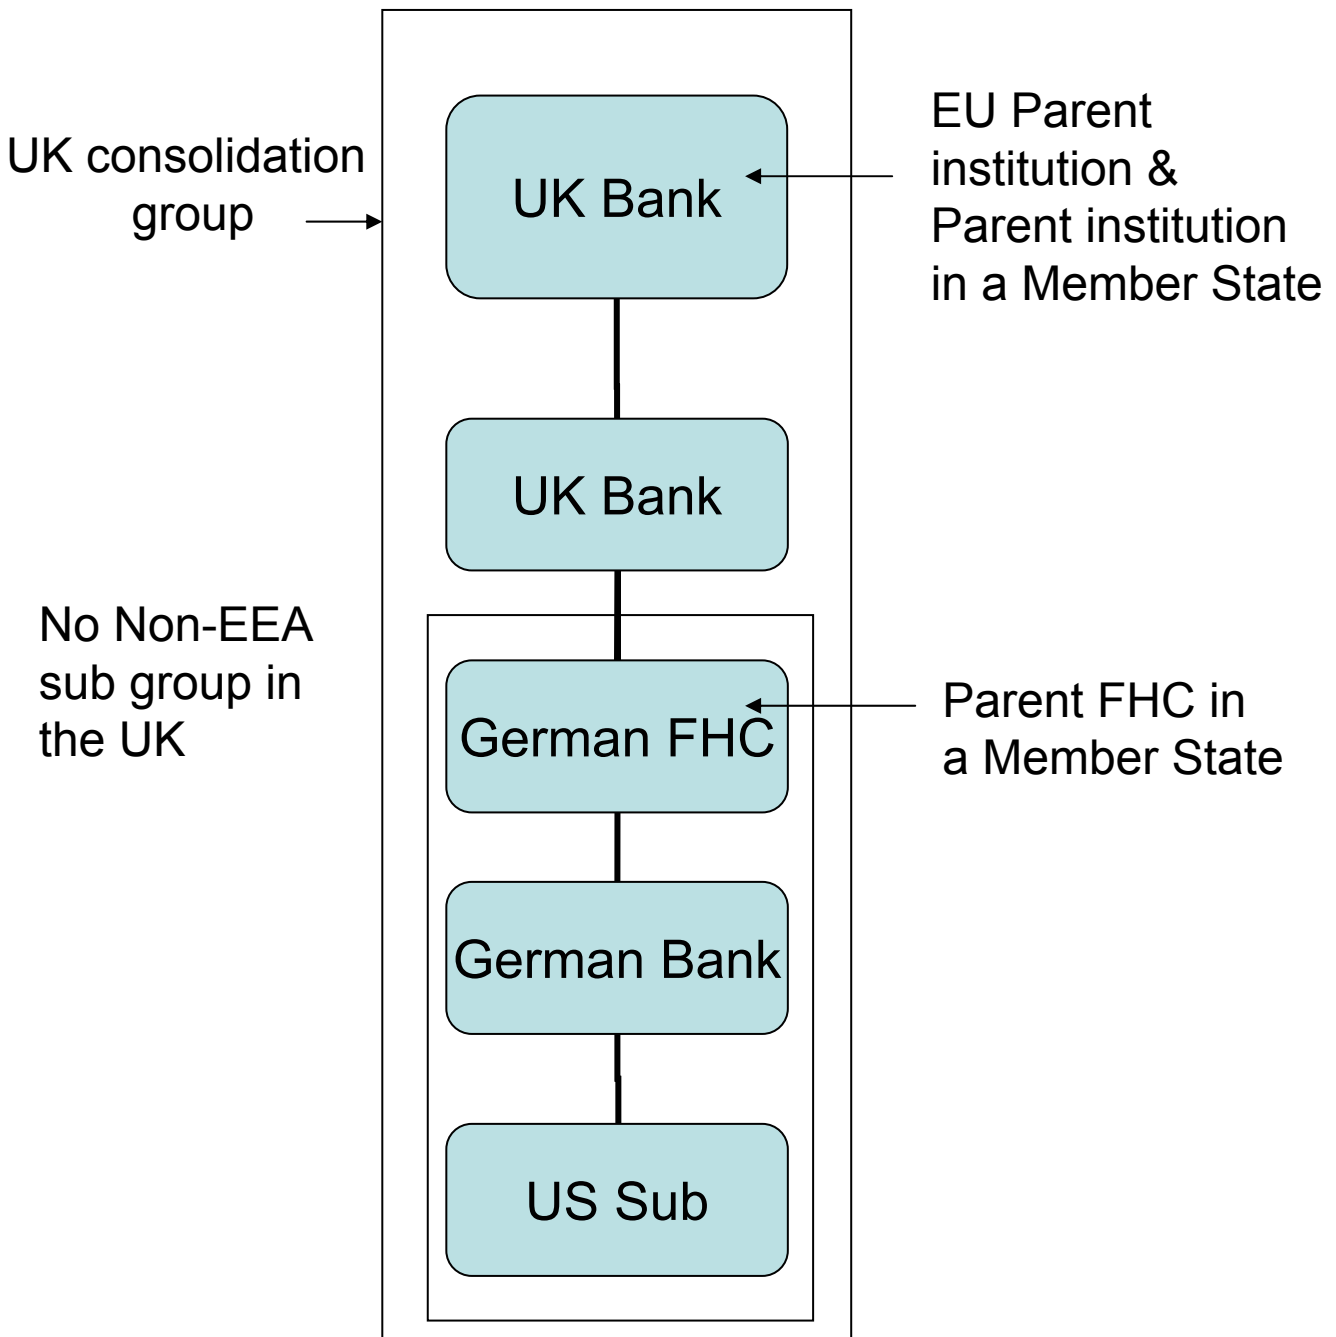 UK consolidation
group
UK Bank
EU Parent
institution &
Parent institution
in a Member State
UK Bank
No Non-EEA
sub group in
the UK
German FHC
Parent FHC in
a Member State
German Bank
US Sub